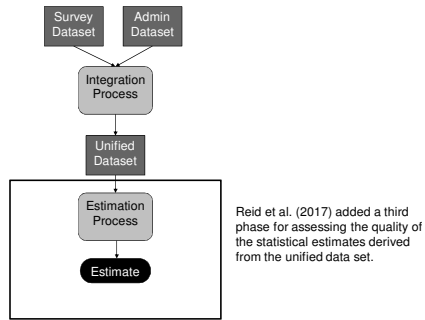 Survey
Dataset
Admin
Dataset
Integration
Process
Unified
Dataset
Estimation
Process
Estimate
Reid et al. (2017) added a third
phase for assessing the quality of
the statistical estimates derived
from the unified data set.